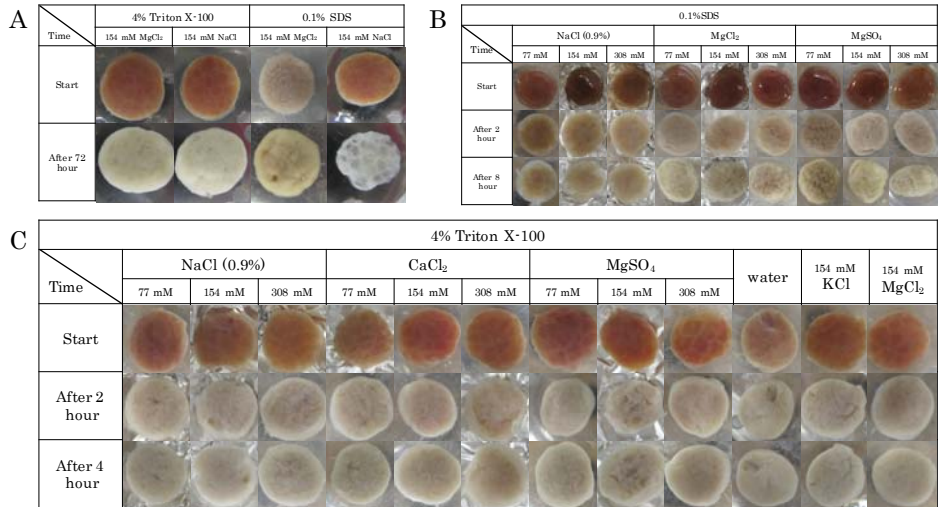 A
4% Triton X-100 0.1% SDS
Time 154 mM MgCl₂ 154 mM NaCl 154 mM MgCl₂ 154 mM NaCl
Start
After 72
hour
B
0.1%SDS
Time NaCl (0.9%) MgCl₂ MgSO₄
77 mM 154 mM 308 mM 77 mM 154 mM 308 mM 77 mM 154 mM 308 mM
Start
After 2
hour
After 8
hour
C
4% Triton X-100
Time NaCl (0.9%) CaCl₂ MgSO₄ water 154 mM KCl 154 mM MgCl₂
77 mM 154 mM 308 mM 77 mM 154 mM 308 mM 77 mM 154 mM 308 mM
Start
After 2
hour
After 4
hour